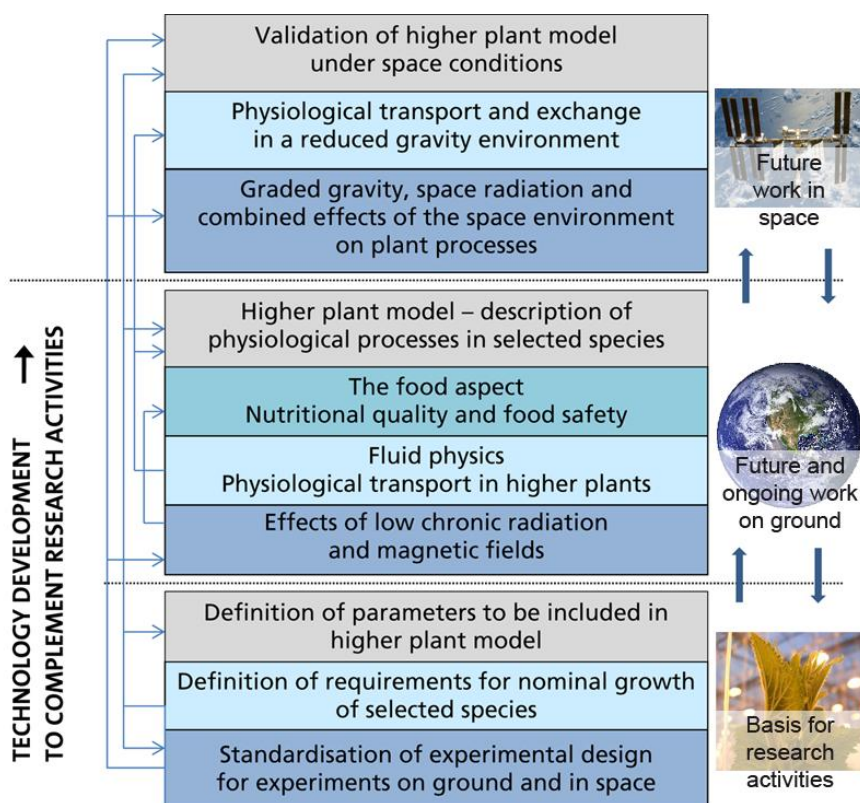 Validation of higher plant model
under space conditions
Physiological transport and exchange
in a reduced gravity environment
Graded gravity, space radiation and
combined effects of the space environment
on plant processes
Future
work in
space
Higher plant model – description of
physiological processes in selected species
The food aspect
Nutritional quality and food safety
Fluid physics
Physiological transport in higher plants
Effects of low chronic radiation
and magnetic fields
Future and
ongoing work
on ground
Definition of parameters to be included in
higher plant model
Definition of requirements for nominal growth
of selected species
Standardisation of experimental design
for experiments on ground and in space
Basis for
research
activities
TECHNOLOGY DEVELOPMENT →
TO COMPLEMENT RESEARCH ACTIVITIES